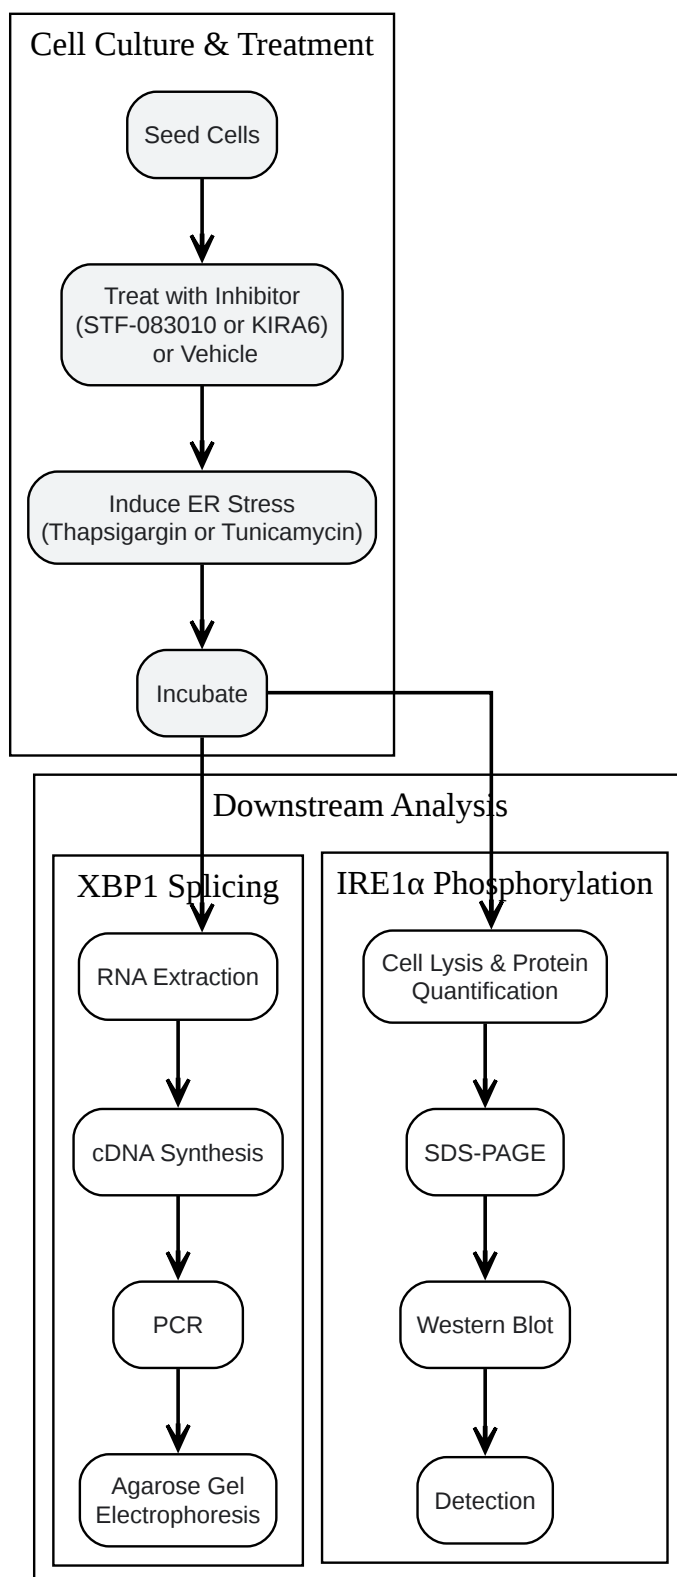 Cell Culture & Treatment
Seed Cells
Treat with Inhibitor
(STF-083010 or KIRA6)
or Vehicle
Induce ER Stress
(Thapsigargin or Tunicamycin)
Incubate
Downstream Analysis
XBP1 Splicing
RNA Extraction
cDNA Synthesis
PCR
Agarose Gel
Electrophoresis
IRE1α Phosphorylation
Cell Lysis & Protein
Quantification
SDS-PAGE
Western Blot
Detection